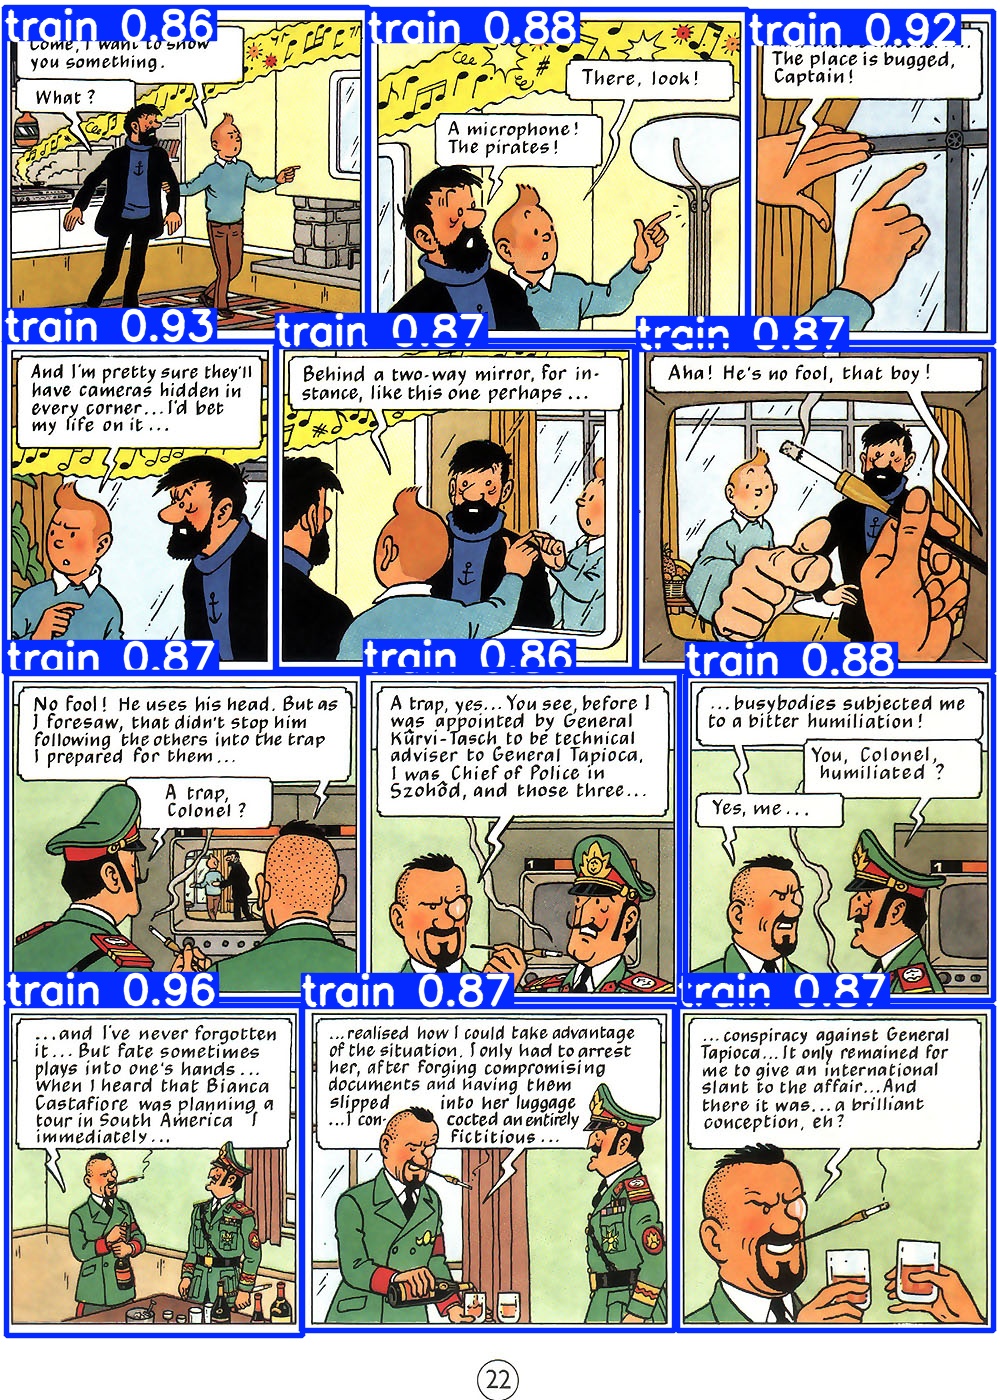 train 0.86
Come, I want to show
you something.
What?
train 0.88
There, look!
A microphone!
The pirates!
train 0.92
The place is bugged,
Captain!
train 0.93
And I'm pretty sure they'll
have cameras hidden in
every corner...I'd bet
my life on it...
train 0.87
Behind a two-way mirror, for in-
stance, like this one perhaps...
train 0.87
Aha! He's no fool, that boy!
train 0.87
No fool! He uses his head. But as
I foresaw, that didn't stop him
following the others into the trap
I prepared for them...
A trap,
Colonel?
train 0.86
A trap, yes... You see, before I
was appointed by General
Kûrvi-Tasch to be technical
adviser to General Tapioca,
I was Chief of Police in
Szohôd, and those three...
1
train 0.88
...busybodies subjected me
to a bitter humiliation!
You, Colonel,
humiliated?
Yes, me...
1
train 0.96
...and I've never forgotten
it... But fate sometimes
plays into one's hands...
When I heard that Bianca
Castafiore was planning a
tour in South America I
immediately...
train 0.87
...realised how I could take advantage
of the situation. I only had to arrest
her, after forging compromising
documents and having them
slipped into her luggage
...I con- cocted an entirely
fictitious...
train 0.87
...conspiracy against General
Tapioca... It only remained for
me to give an international
slant to the affair...And
there it was...a brilliant
conception, eh?
22